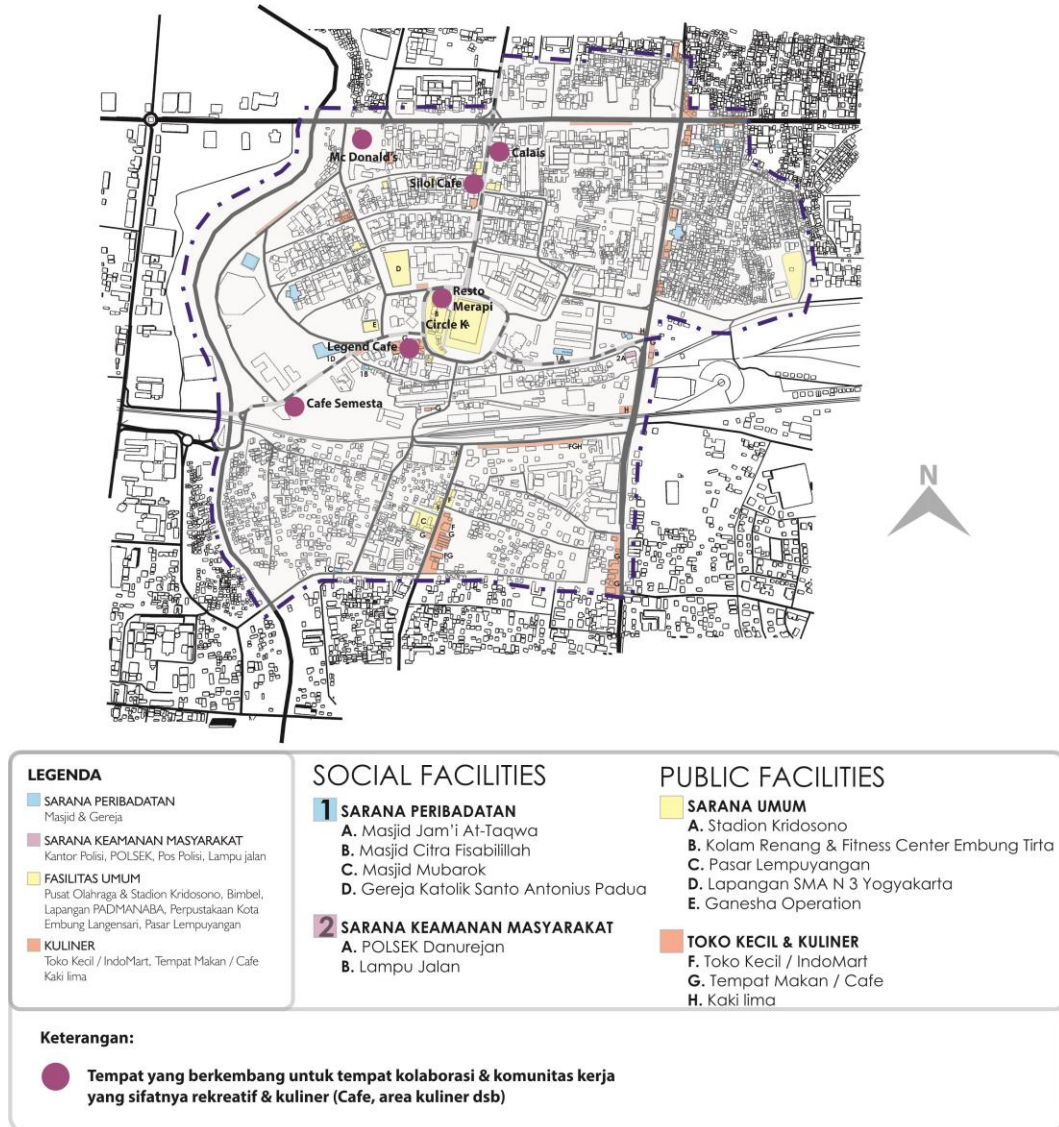 Mc Donald's
Calais
Silol Cafe
D
Resto
Merapi
B
A
Circle K
E
Legend Cafe
1D
1B
1A
2A
H
G
Cafe Semesta
G
H
FGH
N
C
G
F
G
FG
G
G
1C
LEGENDA
SARANA PERIBADATAN
Masjid & Gereja
SARANA KEAMANAN MASYARAKAT
Kantor Polisi, POLSEK, Pos Polisi, Lampu jalan
FASILITAS UMUM
Pusat Olahraga & Stadion Kridosono, Bimbel,
Lapangan PADMANABA, Perpustakaan Kota
Embung Langensari, Pasar Lempuyangan
KULINER
Toko Kecil / IndoMart, Tempat Makan / Cafe
Kaki lima
SOCIAL FACILITIES
1 SARANA PERIBADATAN
A. Masjid Jam'i At-Taqwa
B. Masjid Citra Fisabilillah
C. Masjid Mubarok
D. Gereja Katolik Santo Antonius Padua
2 SARANA KEAMANAN MASYARAKAT
A. POLSEK Danurejan
B. Lampu Jalan
PUBLIC FACILITIES
SARANA UMUM
A. Stadion Kridosono
B. Kolam Renang & Fitness Center Embung Tirta
C. Pasar Lempuyangan
D. Lapangan SMA N 3 Yogyakarta
E. Ganesha Operation
TOKO KECIL & KULINER
F. Toko Kecil / IndoMart
G. Tempat Makan / Cafe
H. Kaki lima
Keterangan:
Tempat yang berkembang untuk tempat kolaborasi & komunitas kerja
yang sifatnya rekreatif & kuliner (Cafe, area kuliner dsb)